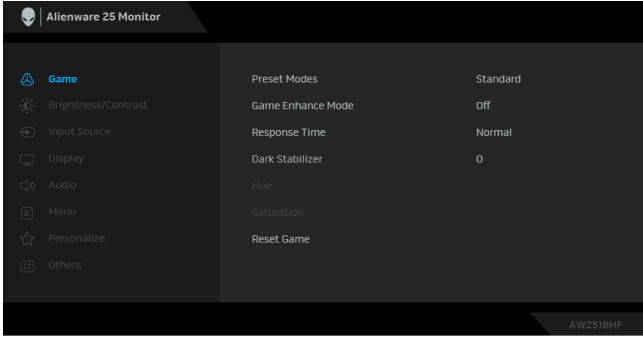 Alienware 25 Monitor
Game
Preset Modes Standard
Brightness/Contrast
Game Enhance Mode Off
Input Source
Response Time Normal
Display
Dark Stabilizer 0
Audio
Hue
Menu
Saturation
Personalize
Reset Game
Others
AW2518HF